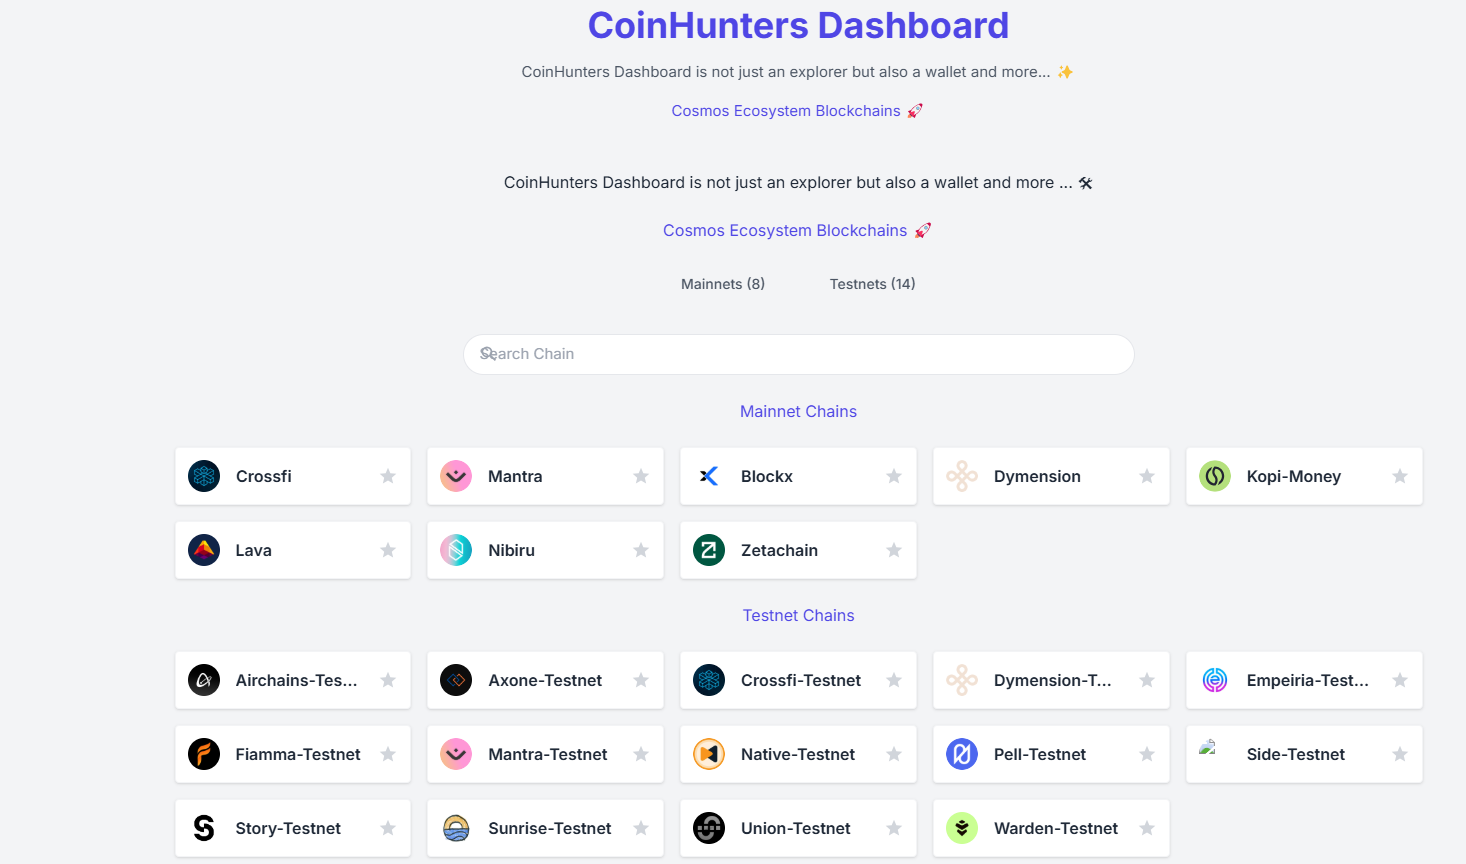 CoinHunters Dashboard
CoinHunters Dashboard is not just an explorer but also a wallet and more... ✨
Cosmos Ecosystem Blockchains 🚀
CoinHunters Dashboard is not just an explorer but also a wallet and more ... 🛠
Cosmos Ecosystem Blockchains 🚀
Mainnets (8) Testnets (14)
Search Chain
Mainnet Chains
Crossfi Mantra Blockx Dymension Kopi-Money
Lava Nibiru Zetachain
Testnet Chains
Airchains-Tes... Axone-Testnet Crossfi-Testnet Dymension-T... Empeiria-Test...
Fiamma-Testnet Mantra-Testnet Native-Testnet Pell-Testnet Side-Testnet
Story-Testnet Sunrise-Testnet Union-Testnet Warden-Testnet